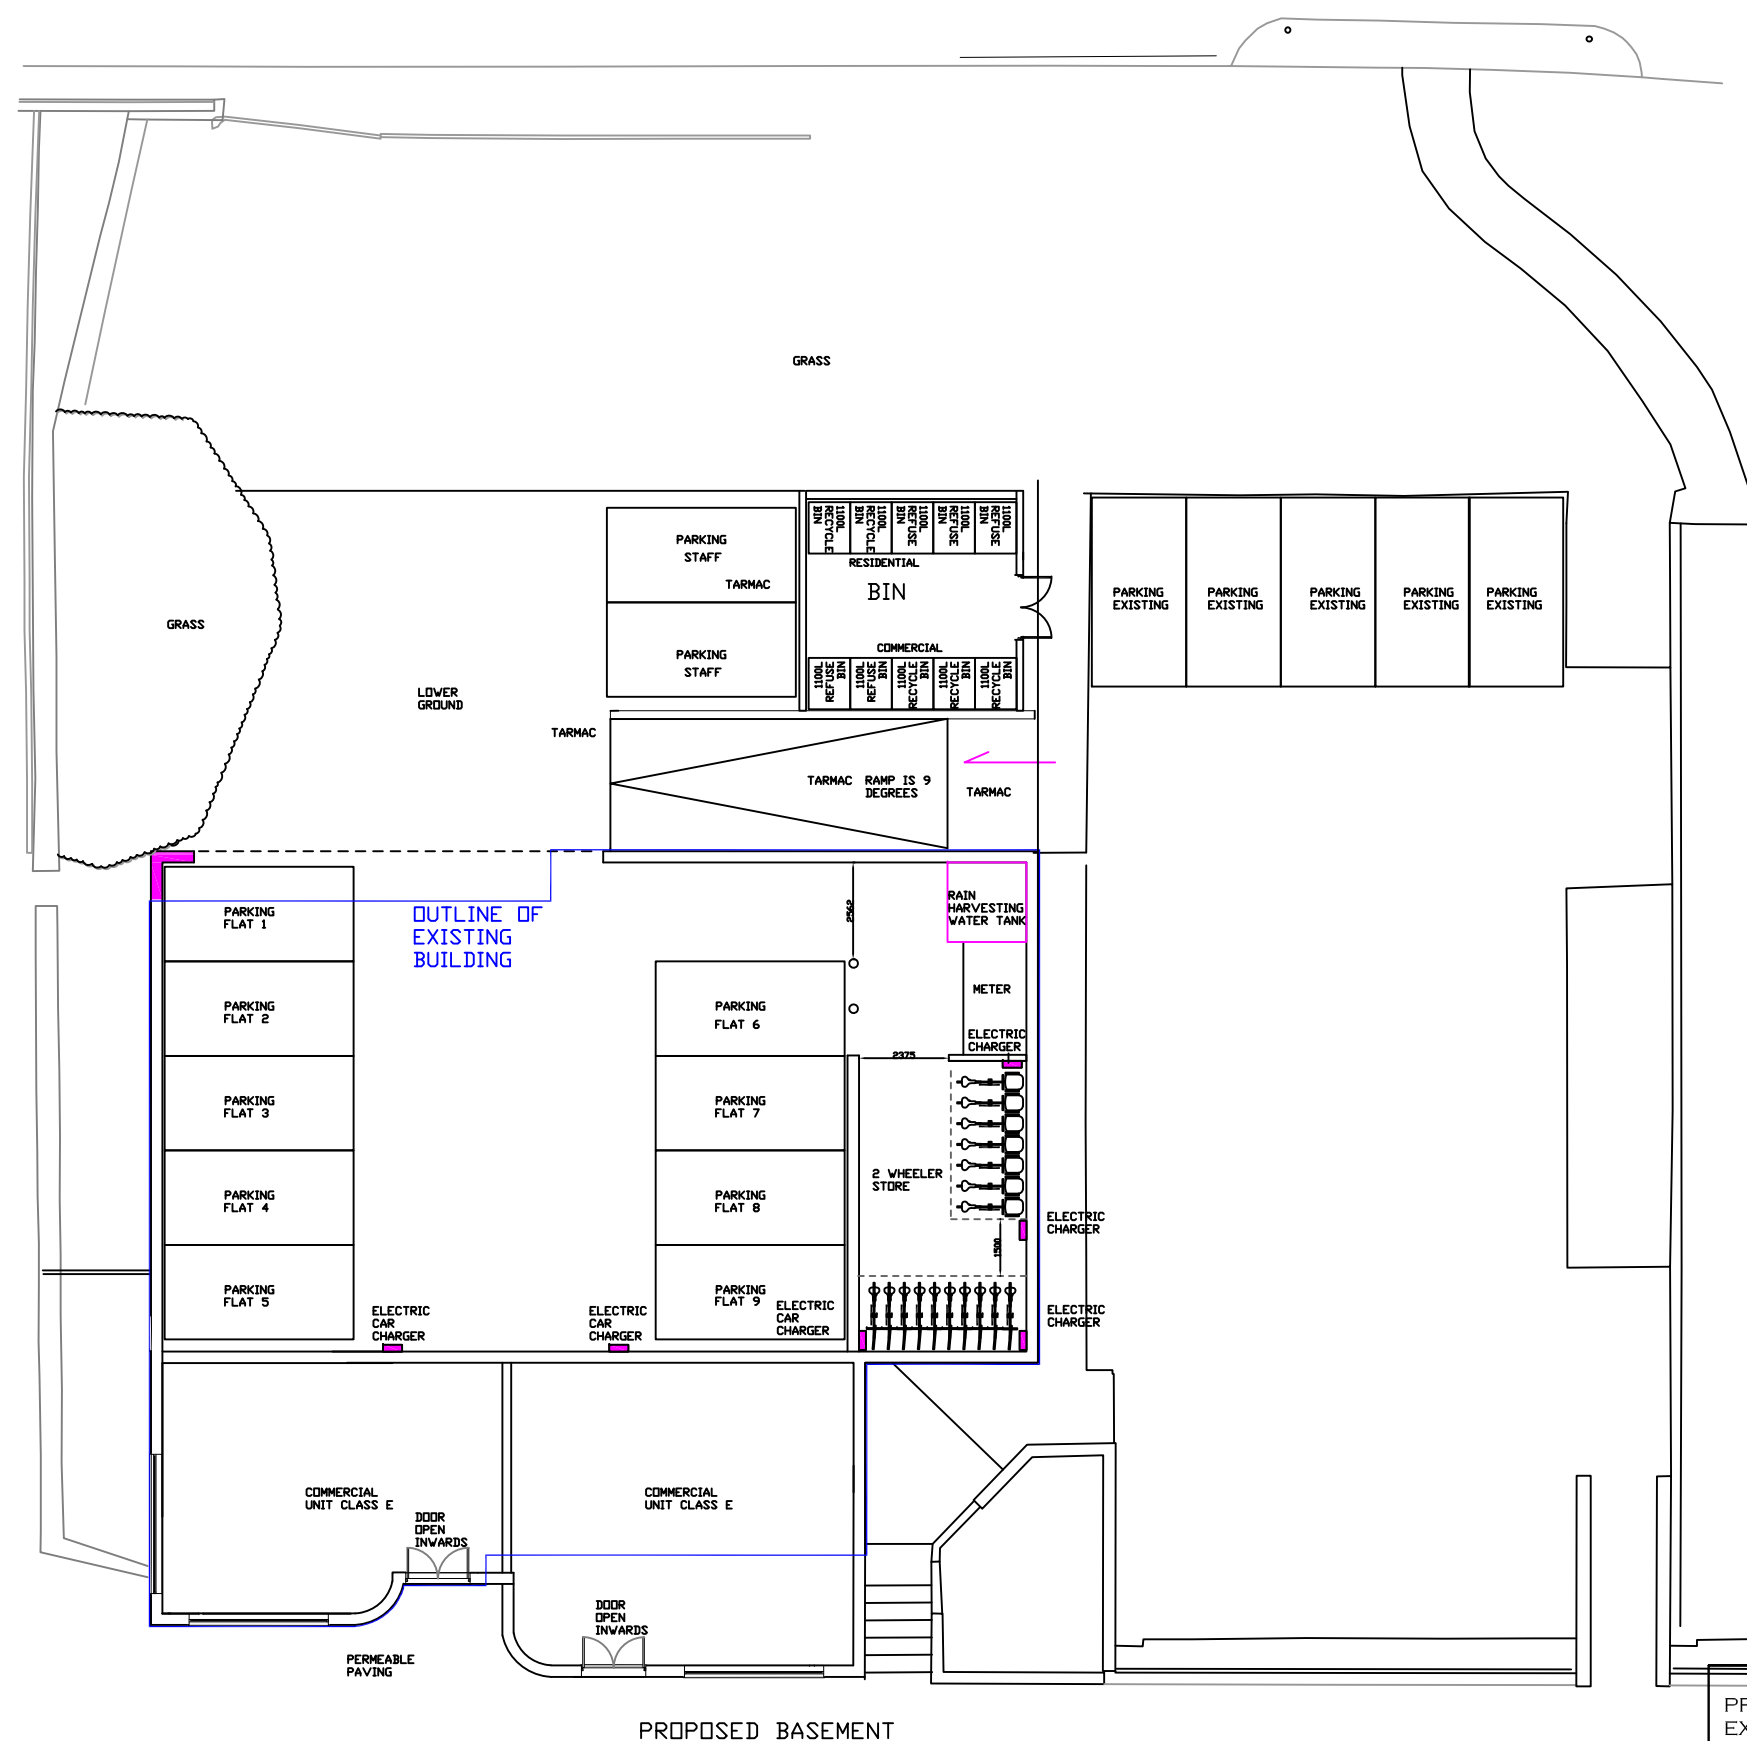 GRASS
1100L
RECYCLE
BIN
1100L
RECYCLE
BIN
1100L
REFUSE
BIN
1100L
REFUSE
BIN
1100L
REFUSE
BIN
RESIDENTIAL
BIN
COMMERCIAL
1100L
REFUSE
BIN
1100L
REFUSE
BIN
1100L
RECYCLE
BIN
1100L
RECYCLE
BIN
1100L
RECYCLE
BIN
PARKING
STAFF
TARMAC
PARKING
STAFF
PARKING
EXISTING
PARKING
EXISTING
PARKING
EXISTING
PARKING
EXISTING
PARKING
EXISTING
GRASS
LOWER
GROUND
TARMAC
TARMAC
RAMP IS 9
DEGREES
TARMAC
RAIN
HARVESTING
WATER TANK
2562
OUTLINE OF
EXISTING
BUILDING
PARKING
FLAT 1
PARKING
FLAT 2
PARKING
FLAT 3
PARKING
FLAT 4
PARKING
FLAT 5
PARKING
FLAT 6
PARKING
FLAT 7
PARKING
FLAT 8
PARKING
FLAT 9
METER
ELECTRIC
CHARGER
2375
2 WHEELER
STORE
1500
ELECTRIC
CHARGER
ELECTRIC
CHARGER
ELECTRIC
CAR
CHARGER
ELECTRIC
CAR
CHARGER
ELECTRIC
CAR
CHARGER
COMMERCIAL
UNIT CLASS E
COMMERCIAL
UNIT CLASS E
DOOR
OPEN
INWARDS
DOOR
OPEN
INWARDS
PERMEABLE
PAVING
PROPOSED BASEMENT